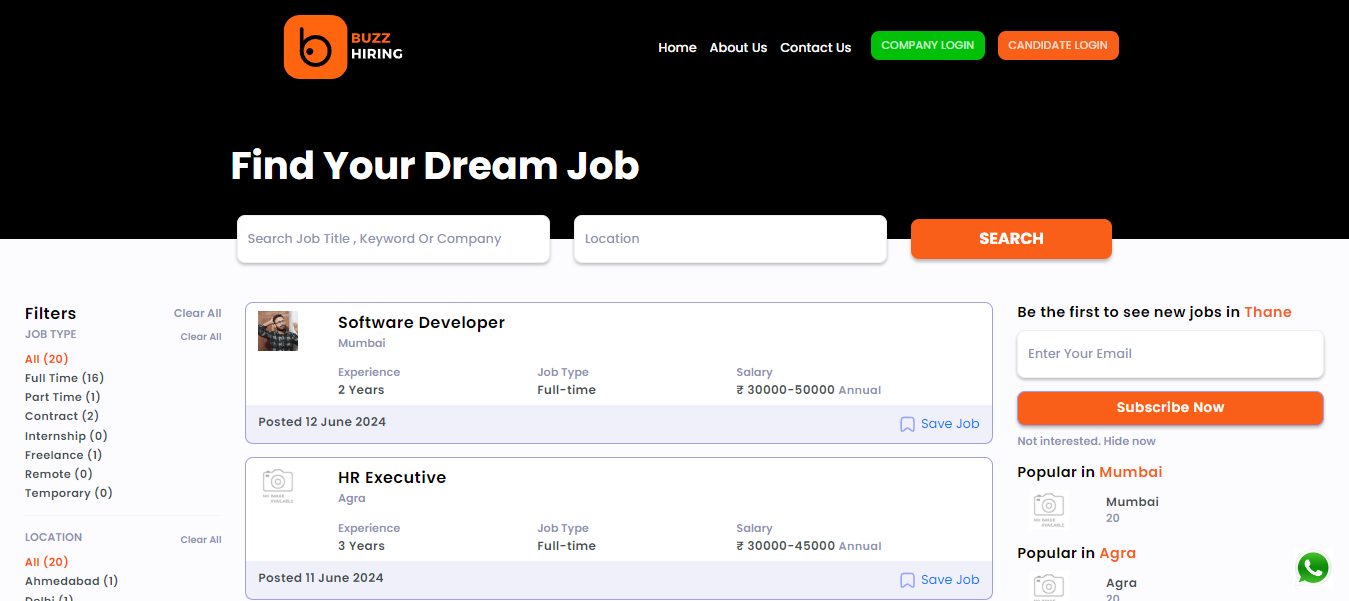 BUZZ
HIRING
Home About Us Contact Us COMPANY LOGIN CANDIDATE LOGIN
Find Your Dream Job
Search Job Title , Keyword Or Company
Location
SEARCH
Filters Clear All
JOB TYPE Clear All
All (20)
Full Time (16)
Part Time (1)
Contract (2)
Internship (0)
Freelance (1)
Remote (0)
Temporary (0)
LOCATION Clear All
All (20)
Ahmedabad (1)
Delhi (1)
Software Developer
Mumbai
Experience Job Type Salary
2 Years Full-time ₹ 30000-50000 Annual
Posted 12 June 2024 Save Job
NO IMAGE
AVAILABLE
HR Executive
Agra
Experience Job Type Salary
3 Years Full-time ₹ 30000-45000 Annual
Posted 11 June 2024 Save Job
Be the first to see new jobs in Thane
Enter Your Email
Subscribe Now
Not interested. Hide now
Popular in Mumbai
NO IMAGE
AVAILABLE
Mumbai
20
Popular in Agra
Agra
20